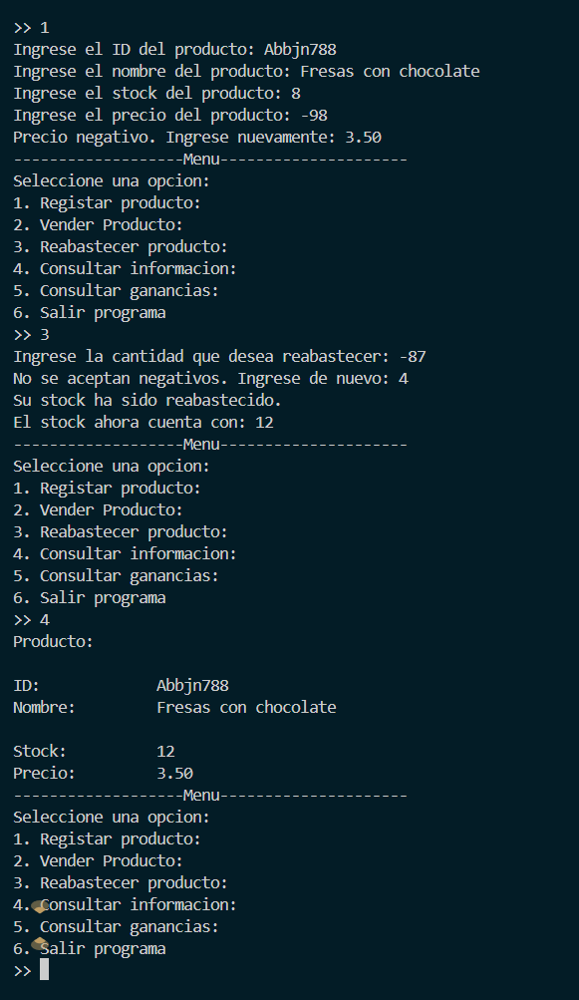 >> 1
Ingrese el ID del producto: Abbjn788
Ingrese el nombre del producto: Fresas con chocolate
Ingrese el stock del producto: 8
Ingrese el precio del producto: -98
Precio negativo. Ingrese nuevamente: 3.50
-------------------Menu---------------------
Seleccione una opcion:
1. Registar producto:
2. Vender Producto:
3. Reabastecer producto:
4. Consultar informacion:
5. Consultar ganancias:
6. Salir programa
>> 3
Ingrese la cantidad que desea reabastecer: -87
No se aceptan negativos. Ingrese de nuevo: 4
Su stock ha sido reabastecido.
El stock ahora cuenta con: 12
-------------------Menu---------------------
Seleccione una opcion:
1. Registar producto:
2. Vender Producto:
3. Reabastecer producto:
4. Consultar informacion:
5. Consultar ganancias:
6. Salir programa
>> 4
Producto:
ID: Abbjn788
Nombre: Fresas con chocolate
Stock: 12
Precio: 3.50
-------------------Menu---------------------
Seleccione una opcion:
1. Registar producto:
2. Vender Producto:
3. Reabastecer producto:
4. Consultar informacion:
5. Consultar ganancias:
6. Salir programa
>>